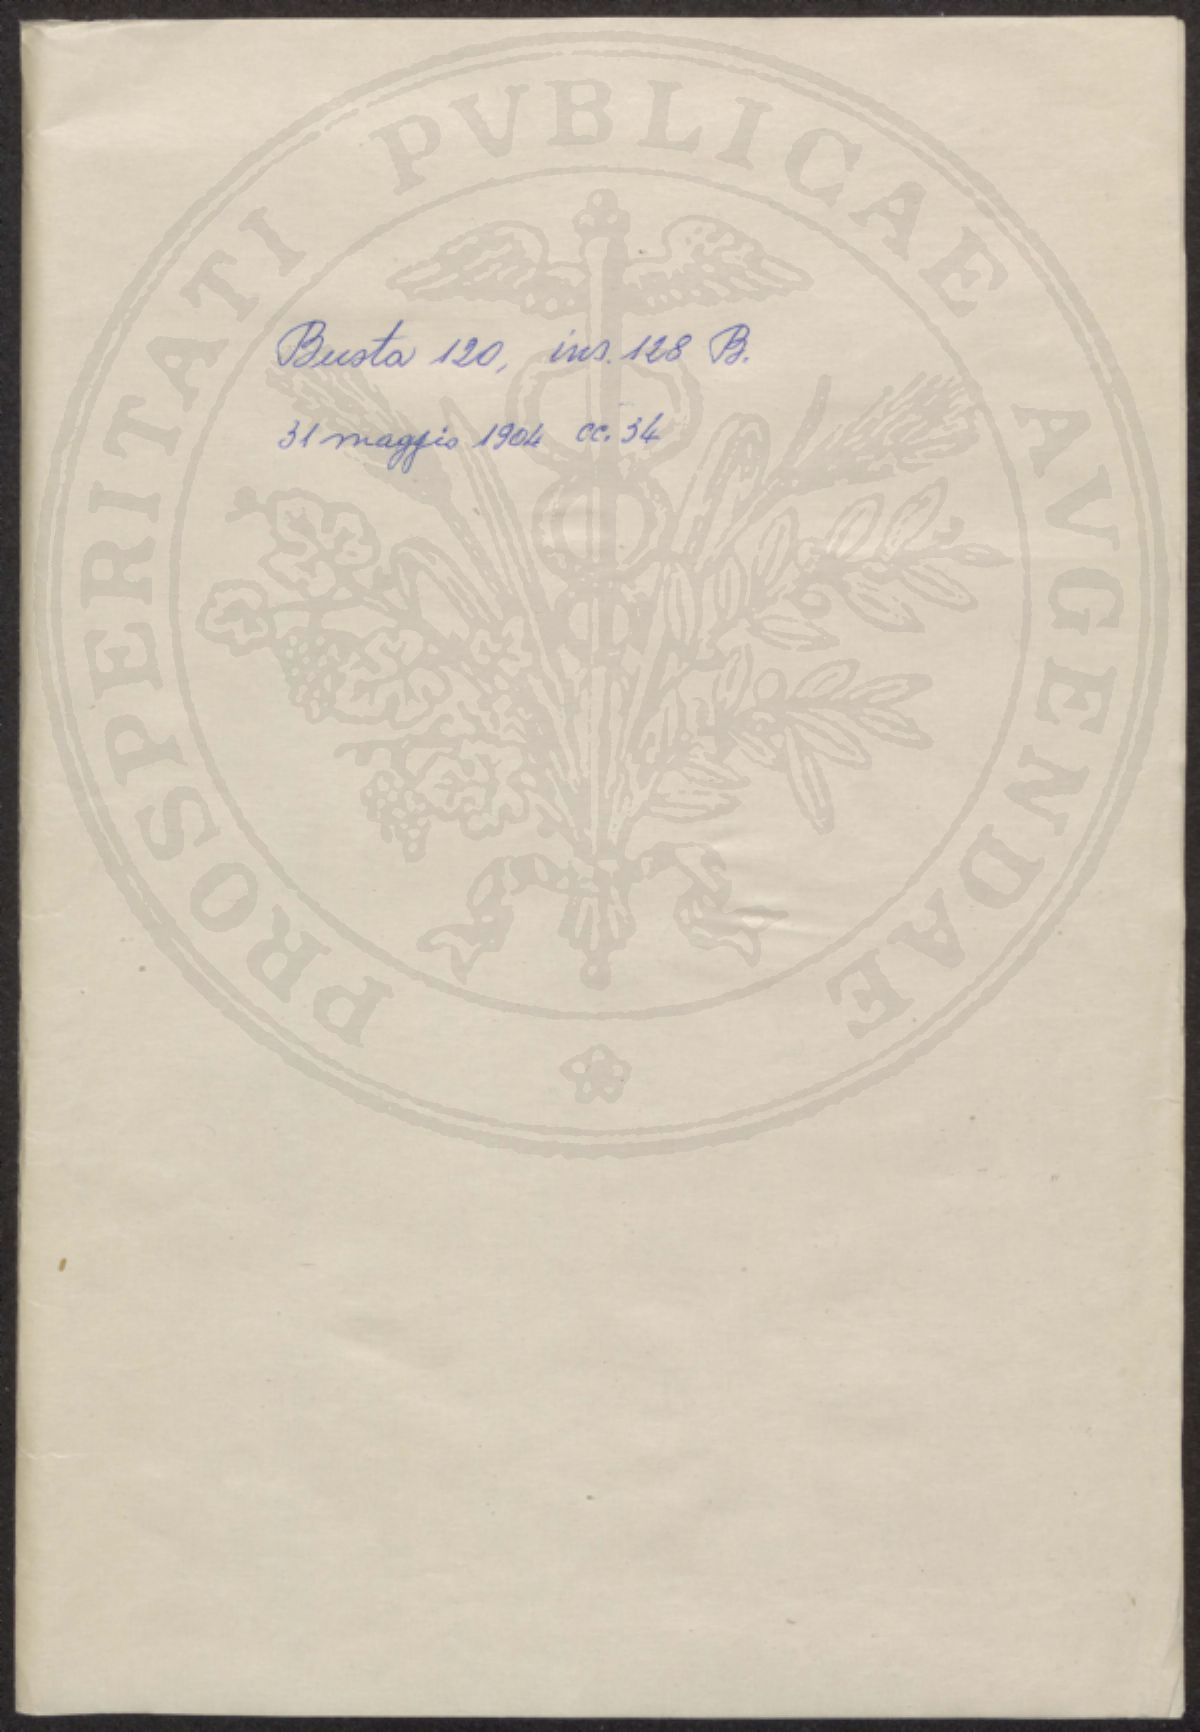 PROSPERITATI PVBLICAE AVGENDAE
Busta 120, ins. 128 B.
31 maggio 1904 cc. 34